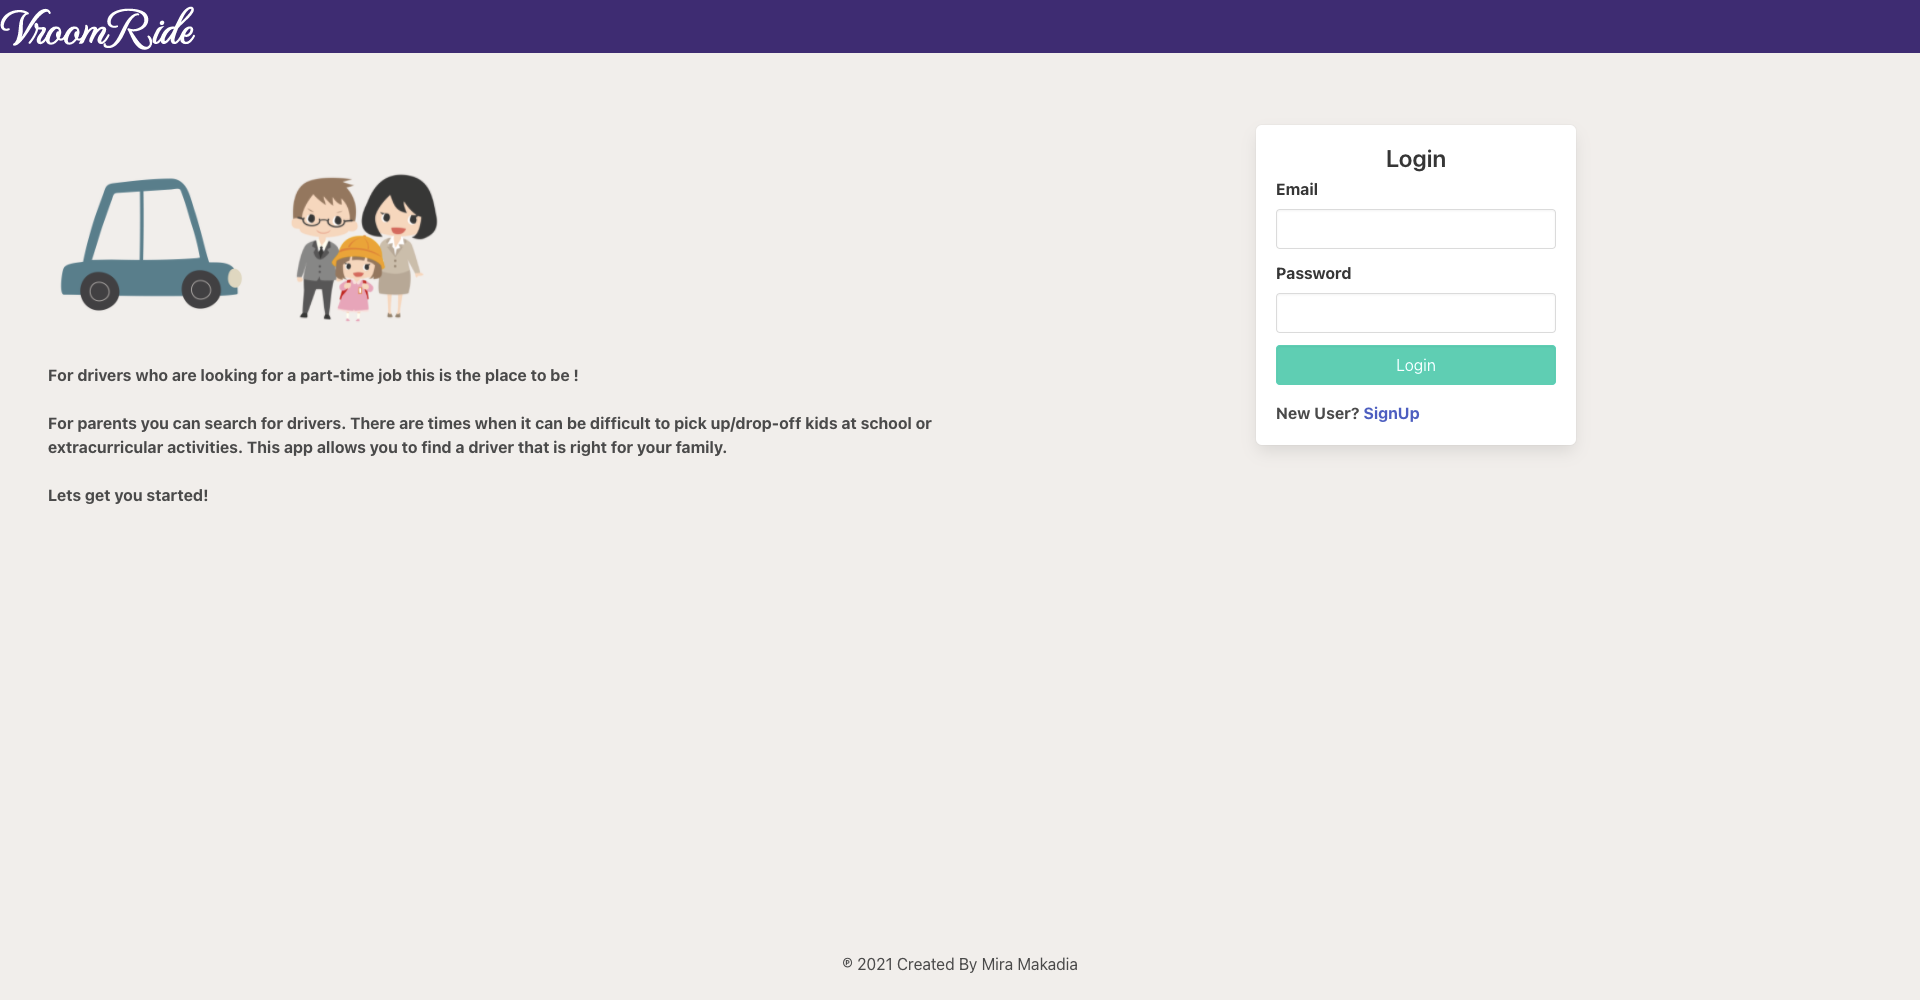 VroomRide
For drivers who are looking for a part-time job this is the place to be !
For parents you can search for drivers. There are times when it can be difficult to pick up/drop-off kids at school or
extracurricular activities. This app allows you to find a driver that is right for your family.
Lets get you started!
Login
Email
Password
Login
New User? SignUp
℗ 2021 Created By Mira Makadia